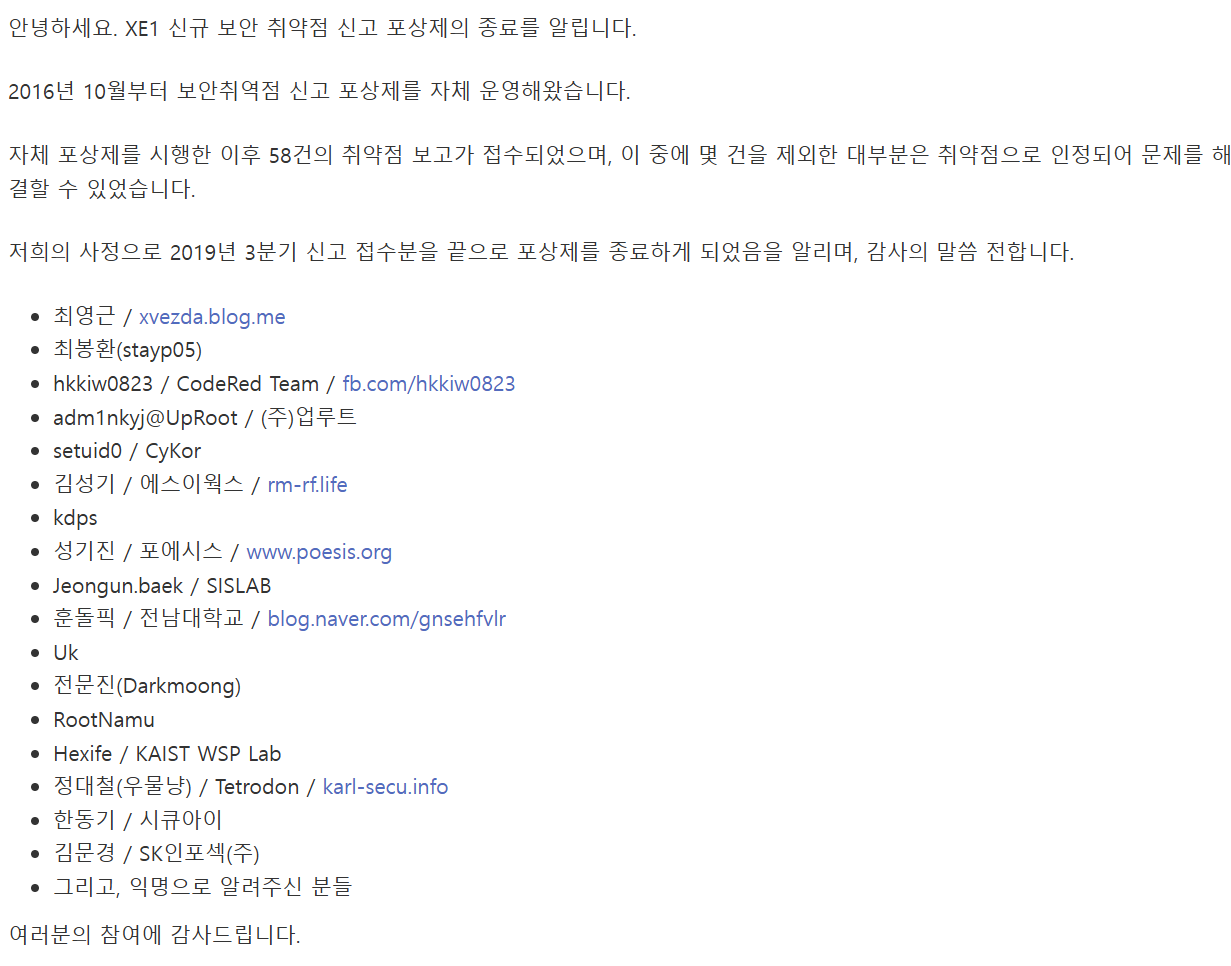 안녕하세요. XE1 신규 보안 취약점 신고 포상제의 종료를 알립니다.
2016년 10월부터 보안취역점 신고 포상제를 자체 운영해왔습니다.
자체 포상제를 시행한 이후 58건의 취약점 보고가 접수되었으며, 이 중에 몇 건을 제외한 대부분은 취약점으로 인정되어 문제를 해
결할 수 있었습니다.
저희의 사정으로 2019년 3분기 신고 접수분을 끝으로 포상제를 종료하게 되었음을 알리며, 감사의 말씀 전합니다.
• 최영근 / xvezda.blog.me
• 최봉환(stayp05)
• hkkiw0823 / CodeRed Team / fb.com/hkkiw0823
• adm1nkyj@UpRoot / (주)업루트
• setuid0 / CyKor
• 김성기 / 에스이웍스 / rm-rf.life
• kdps
• 성기진 / 포에시스 / www.poesis.org
• Jeongun.baek / SISLAB
• 훈돌픽 / 전남대학교 / blog.naver.com/gnsehfvlr
• Uk
• 전문진(Darkmoong)
• RootNamu
• Hexife / KAIST WSP Lab
• 정대철(우물냥) / Tetrodon / karl-secu.info
• 한동기 / 시큐아이
• 김문경 / SK인포섹(주)
• 그리고, 익명으로 알려주신 분들
여러분의 참여에 감사드립니다.